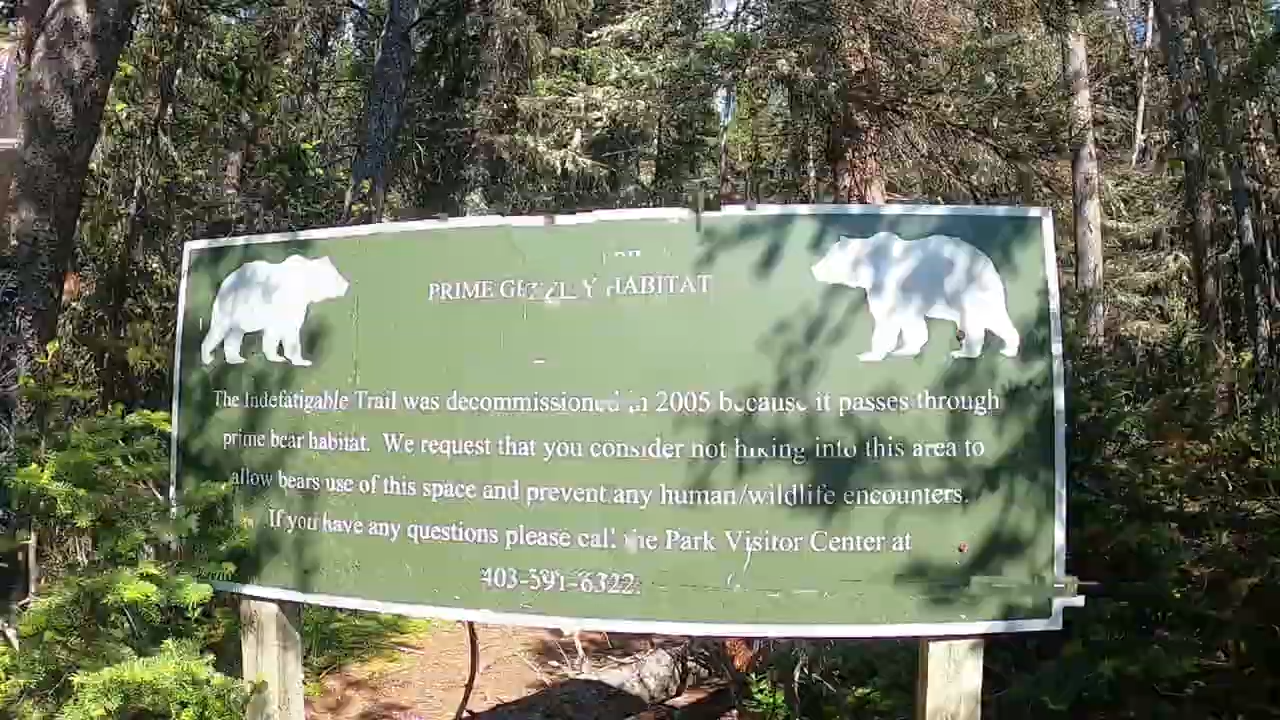 PRIME GRIZZLY HABITAT
The Indefatigable Trail was decommissioned in 2005 because it passes through
prime bear habitat. We request that you consider not hiking into this area to
allow bears use of this space and prevent any human/wildlife encounters.
If you have any questions please call the Park Visitor Center at
403-591-6322.